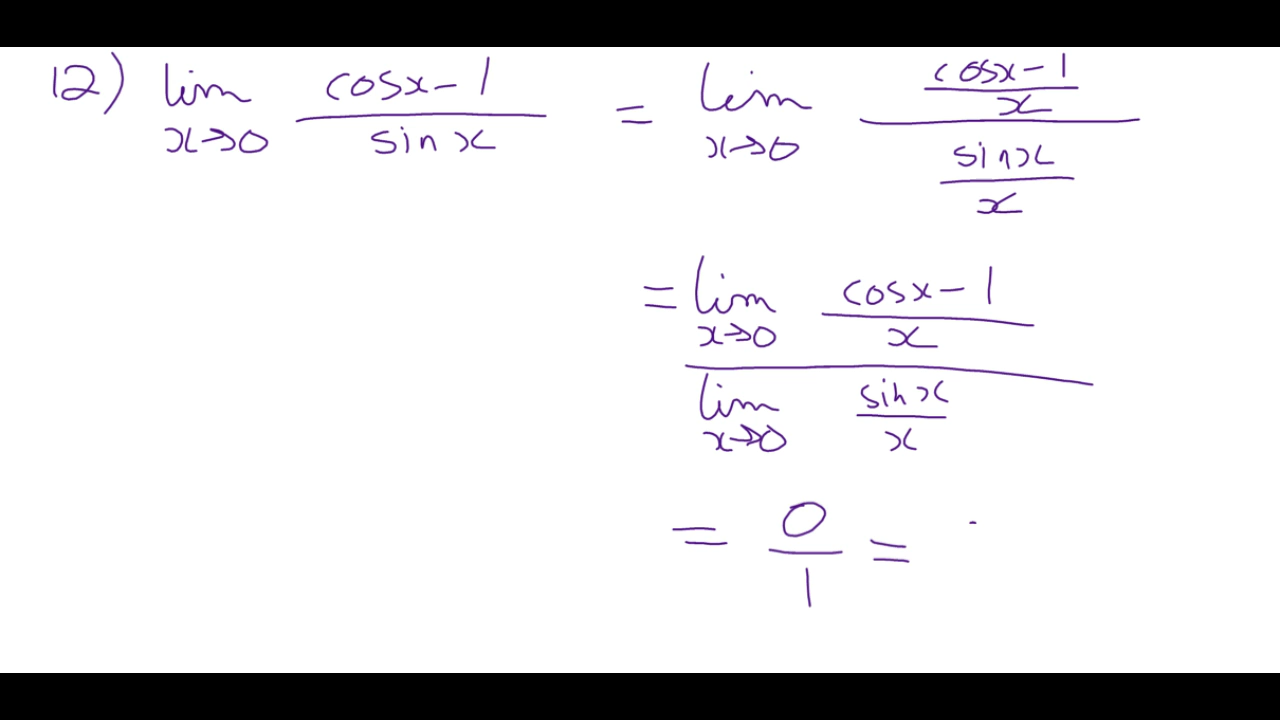 12) lim x→0 (cosx - 1)/(sin x) = lim x→0 ((cosx - 1)/x)/((sinx)/x)
= (lim x→0 (cosx - 1)/x)/(lim x→0 (sinx)/x)
= 0/1 =